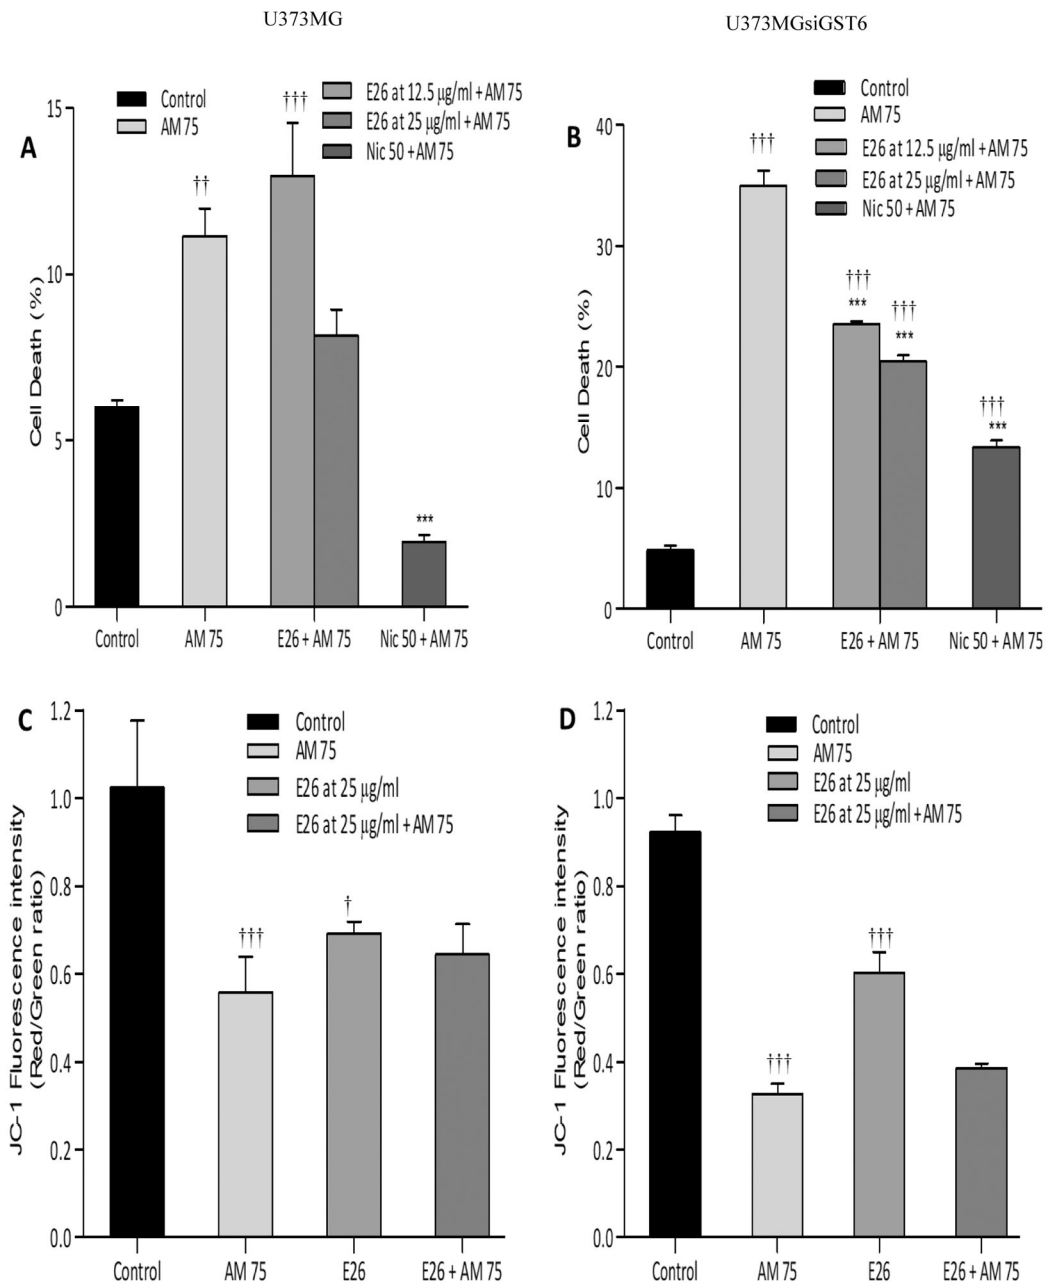 U373MG
U373MGsiGST6
A
Control
AM 75
E26 at 12.5 µg/ml + AM 75
E26 at 25 µg/ml + AM 75
Nic 50 + AM 75
Cell Death (%)
15
10
5
0
††
†††
***
Control
AM 75
E26 + AM 75
Nic 50 + AM 75
B
Control
AM 75
E26 at 12.5 µg/ml + AM 75
E26 at 25 µg/ml + AM 75
Nic 50 + AM 75
Cell Death (%)
40
30
20
10
0
†††
†††
***
†††
***
†††
***
Control
AM 75
E26 + AM 75
Nic 50 + AM 75
C
Control
AM 75
E26 at 25 µg/ml
E26 at 25 µg/ml + AM 75
JC-1 Fluorescence intensity
(Red/Green ratio)
1.2
1.0
0.8
0.6
0.4
0.2
0.0
†††
†
Control
AM 75
E26
E26 + AM 75
D
Control
AM 75
E26 at 25 µg/ml
E26 at 25 µg/ml + AM 75
JC-1 Fluorescence intensity
(Red/Green ratio)
1.2
1.0
0.8
0.6
0.4
0.2
0.0
†††
†††
Control
AM 75
E26
E26 + AM 75